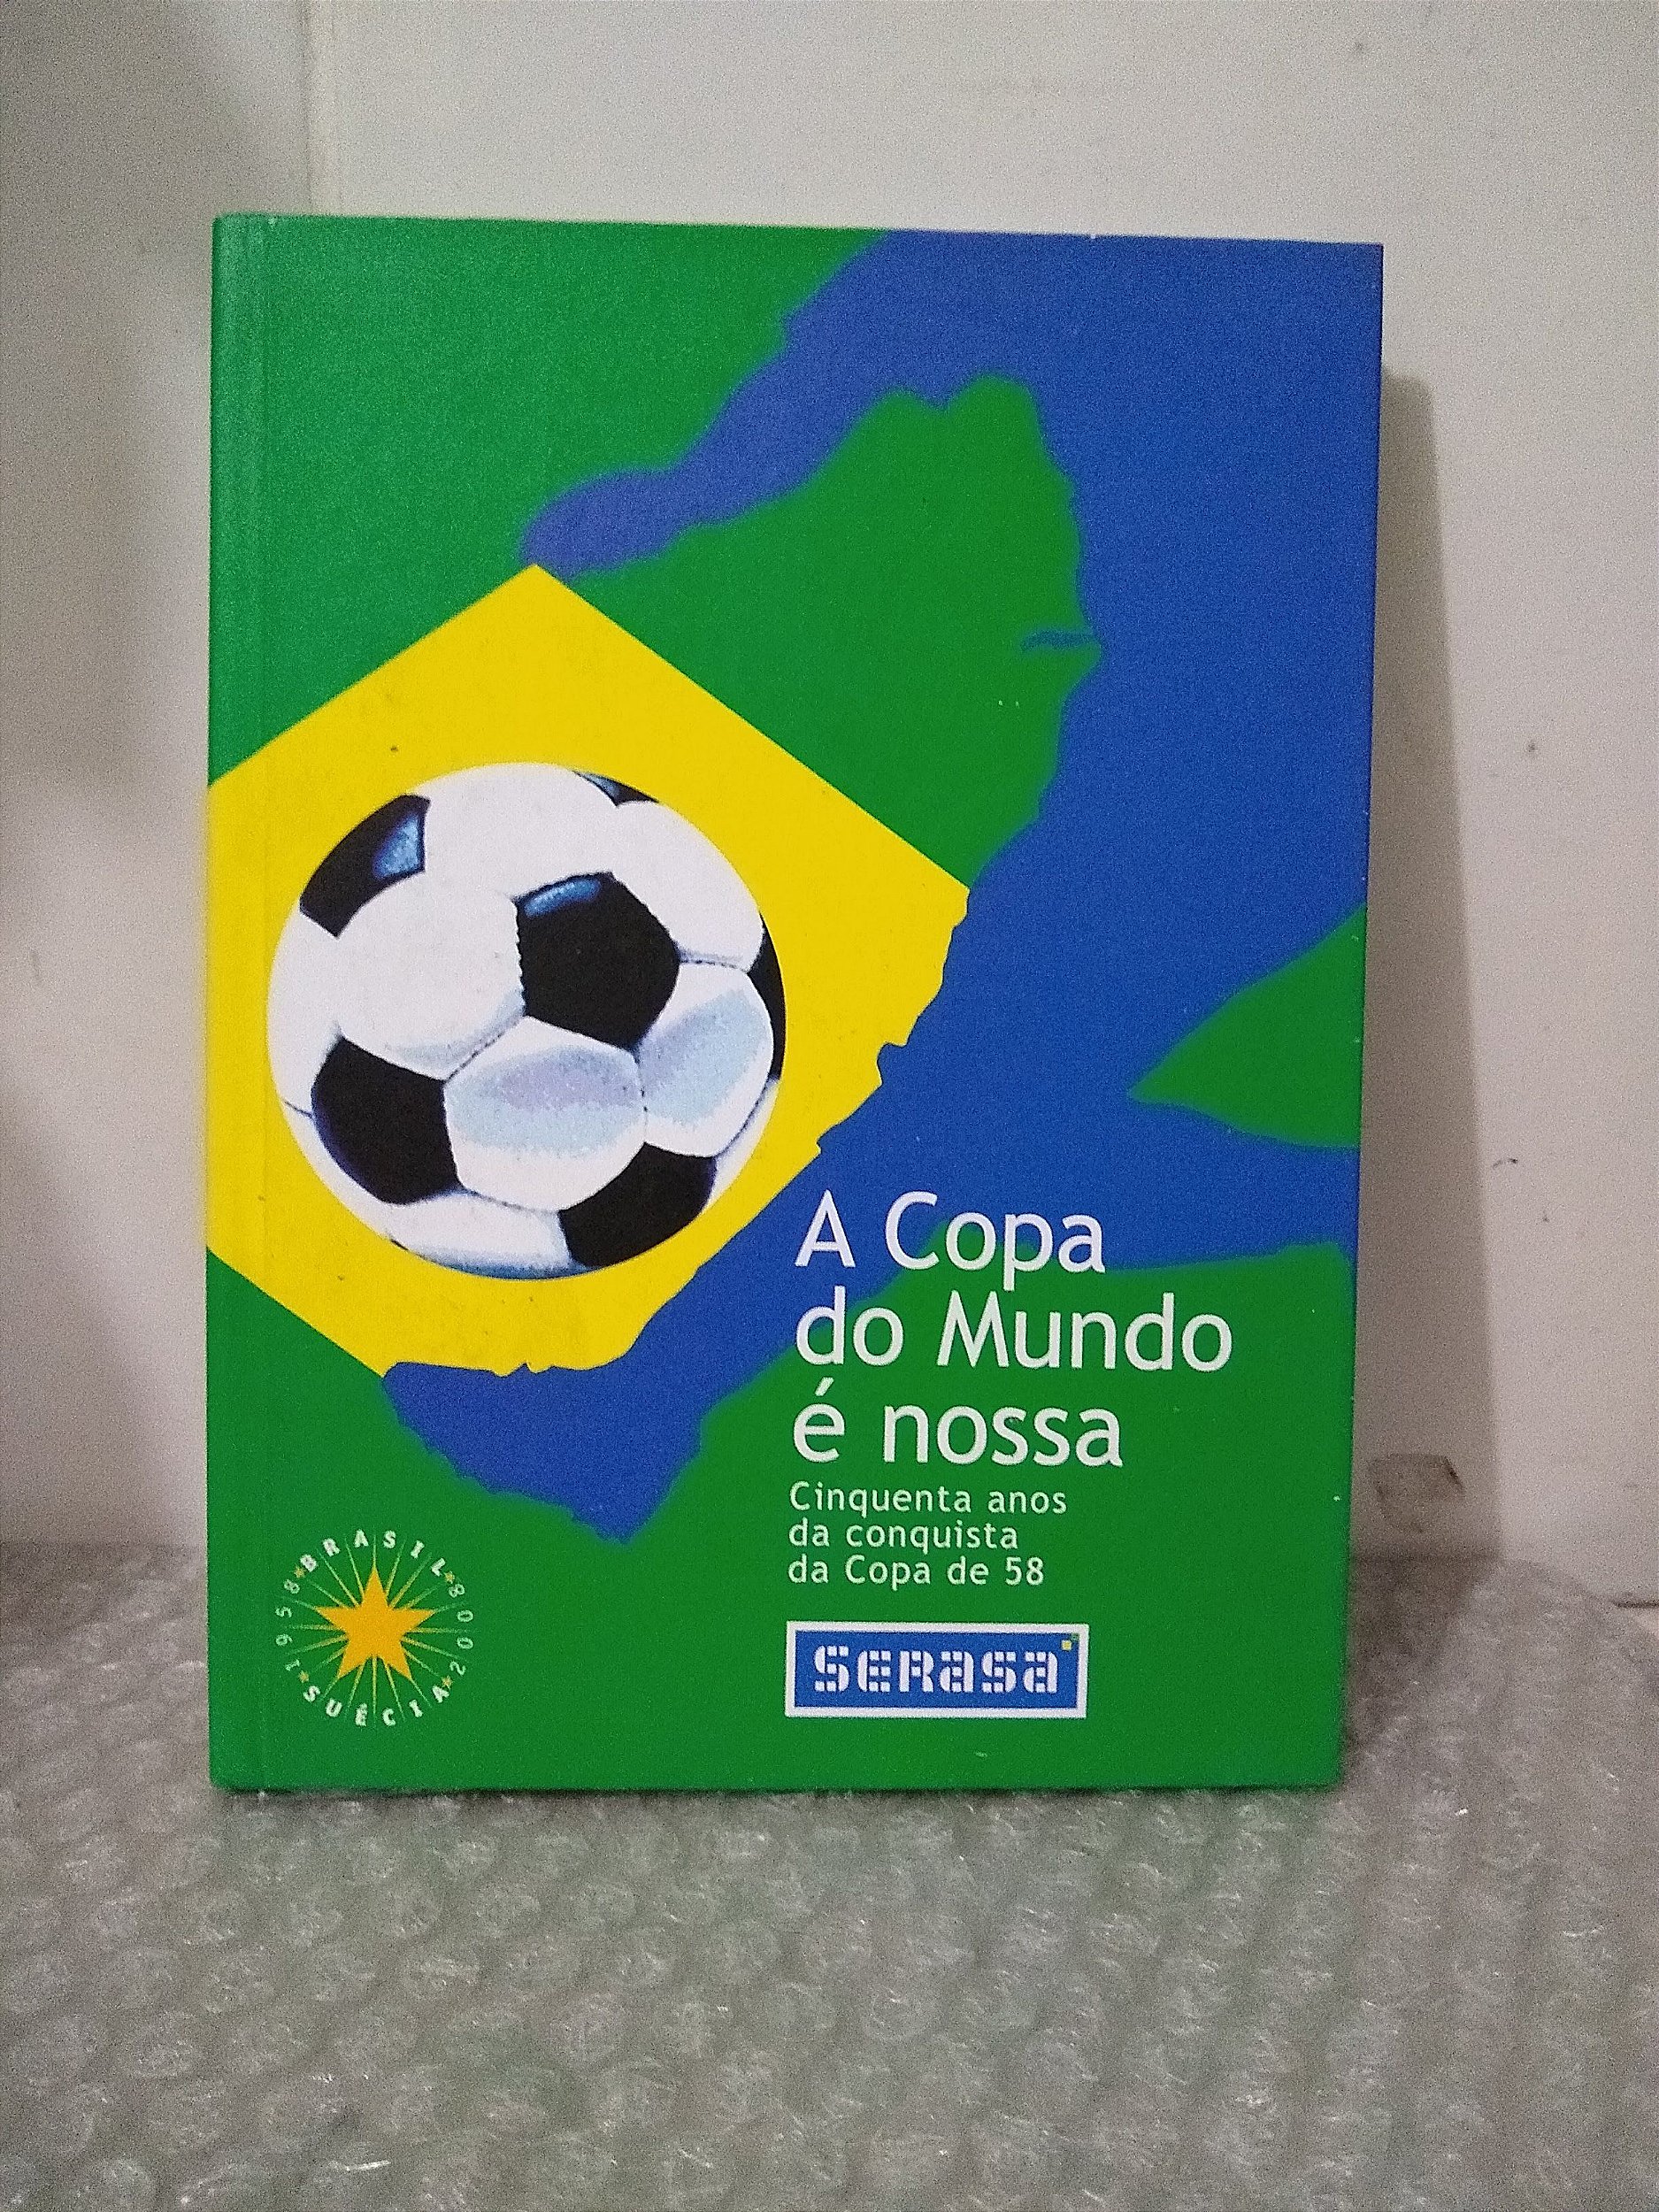 A Copa
do Mundo
é nossa
Cinquenta anos
da conquista
da Copa de 58
SERASA
1958★BRASIL★2008
★SUÉCIA★